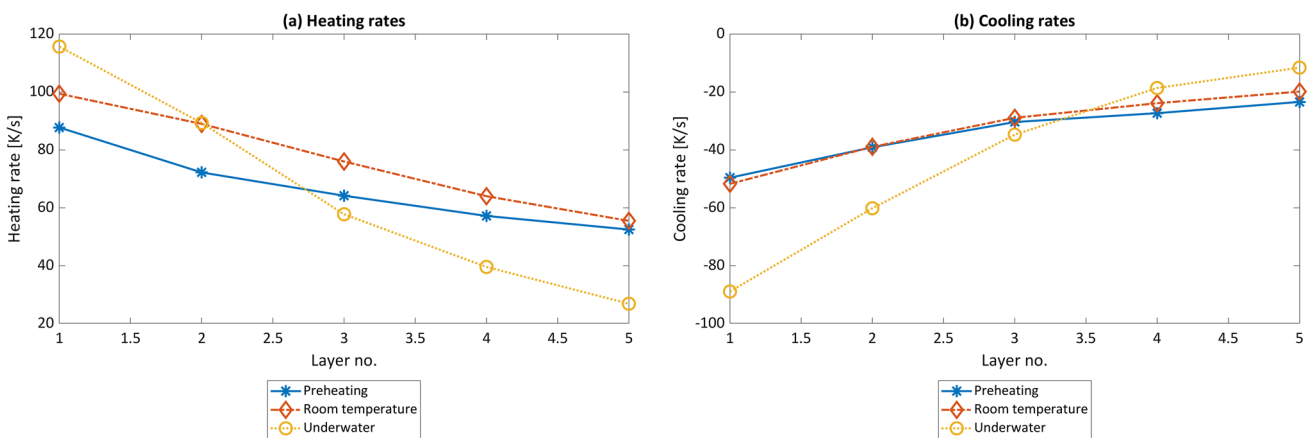 (a) Heating rates
Heating rate [K/s]
120
100
80
60
40
20
1 1.5 2 2.5 3 3.5 4 4.5 5
Layer no.
Preheating
Room temperature
Underwater
(b) Cooling rates
Cooling rate [K/s]
0
-20
-40
-60
-80
-100
1 1.5 2 2.5 3 3.5 4 4.5 5
Layer no.
Preheating
Room temperature
Underwater